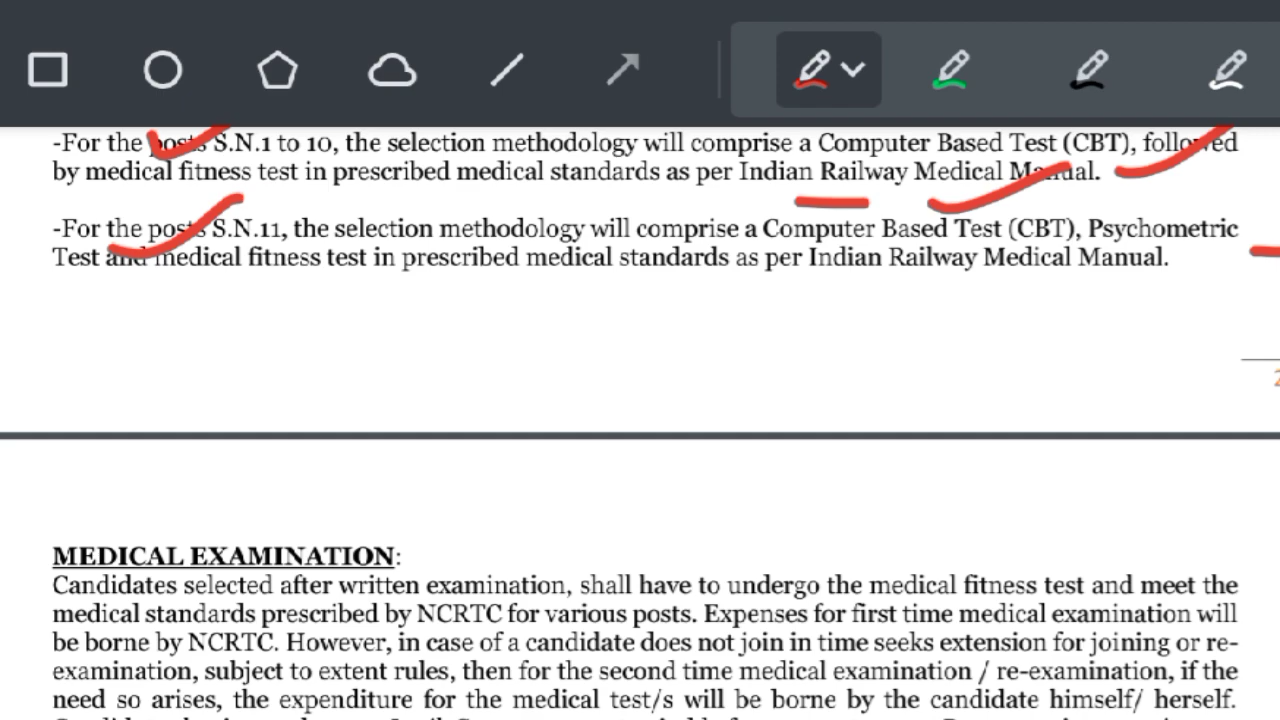 -For the posts S.N.1 to 10, the selection methodology will comprise a Computer Based Test (CBT), followed
by medical fitness test in prescribed medical standards as per Indian Railway Medical Manual.
-For the posts S.N.11, the selection methodology will comprise a Computer Based Test (CBT), Psychometric
Test and medical fitness test in prescribed medical standards as per Indian Railway Medical Manual.
MEDICAL EXAMINATION:
Candidates selected after written examination, shall have to undergo the medical fitness test and meet the
medical standards prescribed by NCRTC for various posts. Expenses for first time medical examination will
be borne by NCRTC. However, in case of a candidate does not join in time seeks extension for joining or re-
examination, subject to extent rules, then for the second time medical examination / re-examination, if the
need so arises, the expenditure for the medical test/s will be borne by the candidate himself/ herself.